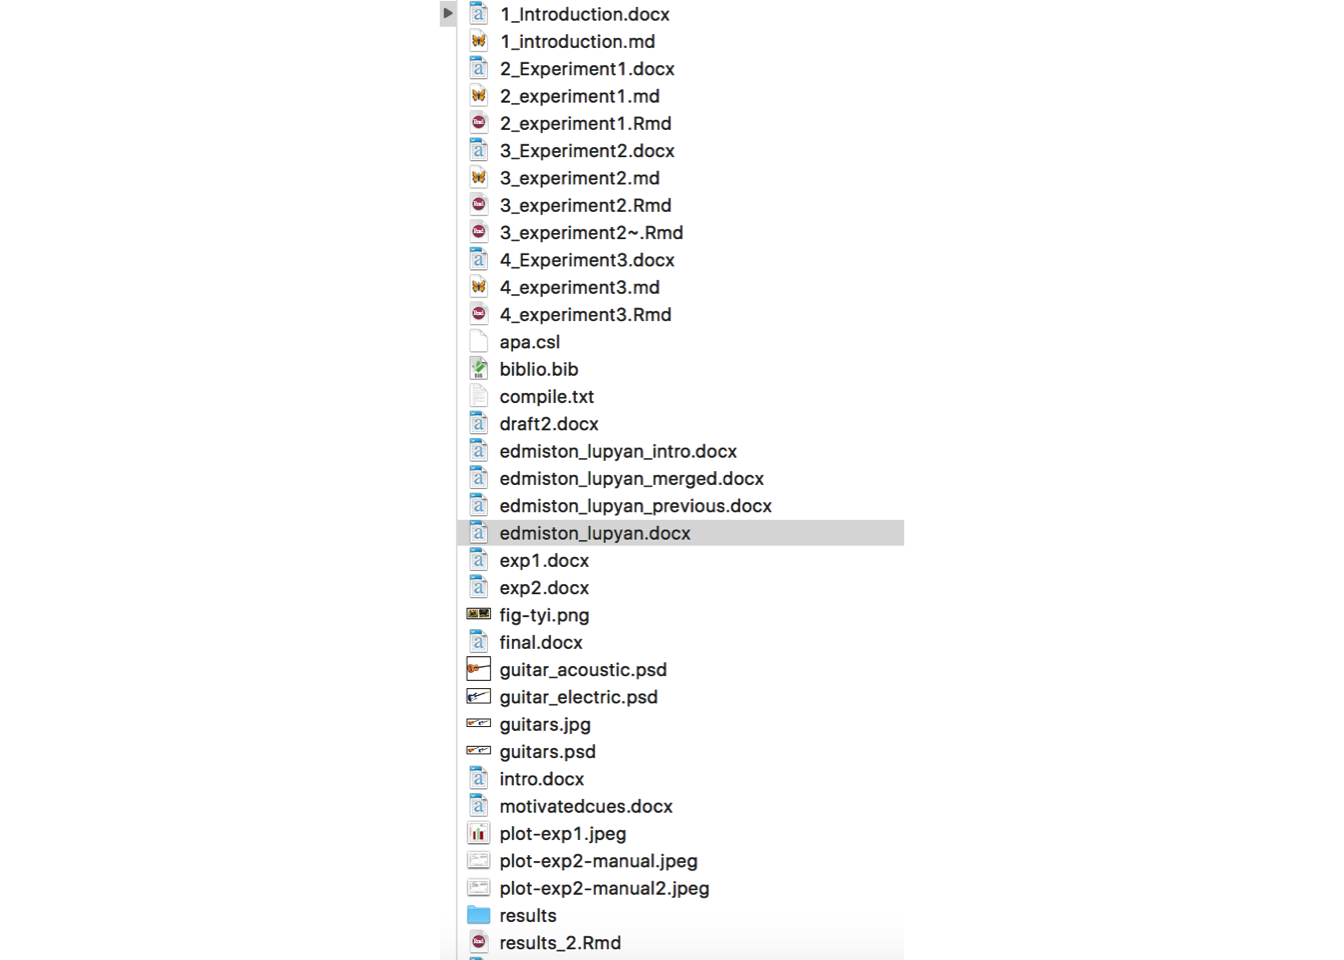 1_Introduction.docx
1_introduction.md
2_Experiment1.docx
2_experiment1.md
2_experiment1.Rmd
3_Experiment2.docx
3_experiment2.md
3_experiment2.Rmd
3_experiment2~.Rmd
4_Experiment3.docx
4_experiment3.md
4_experiment3.Rmd
apa.csl
biblio.bib
compile.txt
draft2.docx
edmiston_lupyan_intro.docx
edmiston_lupyan_merged.docx
edmiston_lupyan_previous.docx
edmiston_lupyan.docx
exp1.docx
exp2.docx
fig-tyi.png
final.docx
guitar_acoustic.psd
guitar_electric.psd
guitars.jpg
guitars.psd
intro.docx
motivatedcues.docx
plot-exp1.jpeg
plot-exp2-manual.jpeg
plot-exp2-manual2.jpeg
results
results_2.Rmd